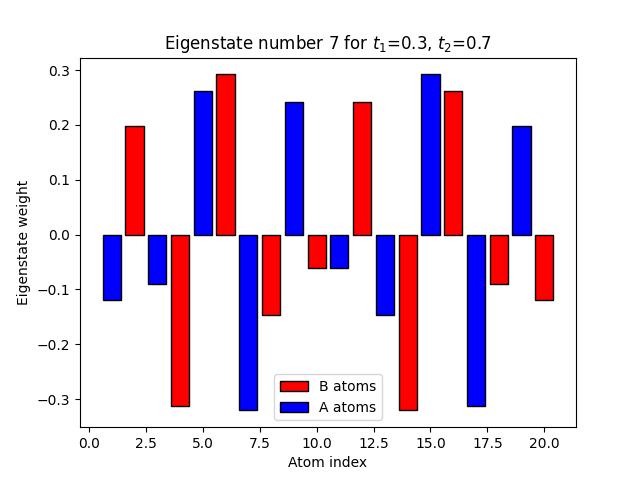 Eigenstate number 7 for $t_1$=0.3, $t_2$=0.7
Eigenstate weight
0.3
0.2
0.1
0.0
−0.1
−0.2
−0.3
B atoms
A atoms
0.0 2.5 5.0 7.5 10.0 12.5 15.0 17.5 20.0
Atom index